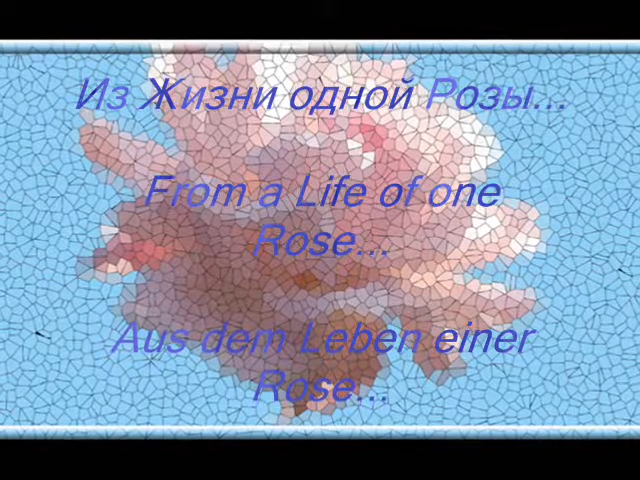 Из Жизни одной Розы...
From a Life of one
Rose...
Aus dem Leben einer
Rose...